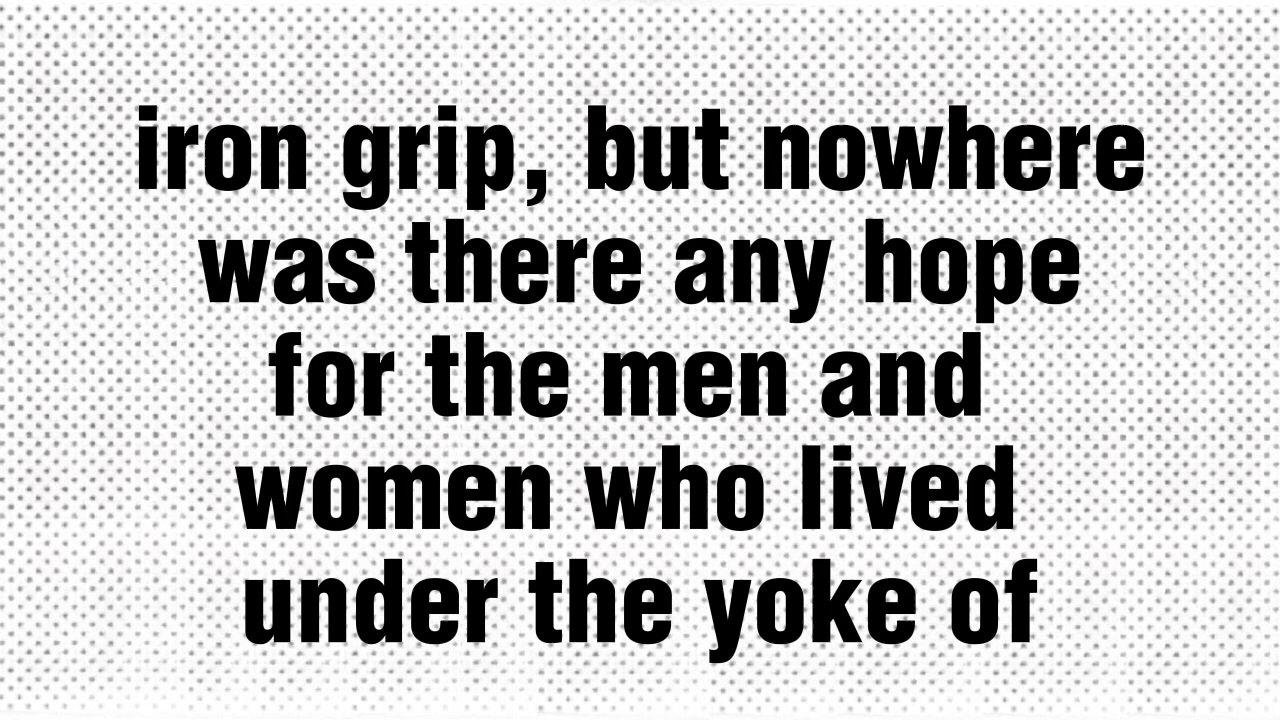 iron grip, but nowhere
was there any hope
for the men and
women who lived
under the yoke of